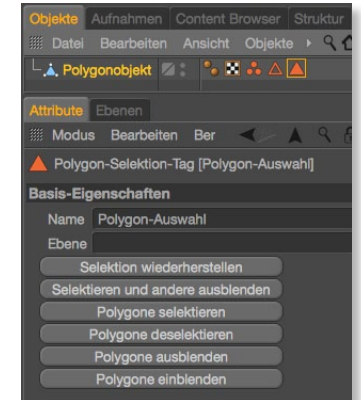 Objekte Aufnahmen Content Browser Struktur
Datei Bearbeiten Ansicht Objekte
Polygonobjekt
Attribute Ebenen
Modus Bearbeiten Ber
Polygon-Selektion-Tag [Polygon-Auswahl]
Basis-Eigenschaften
Name Polygon-Auswahl
Ebene
Selektion wiederherstellen
Selektieren und andere ausblenden
Polygone selektieren
Polygone deselektieren
Polygone ausblenden
Polygone einblenden